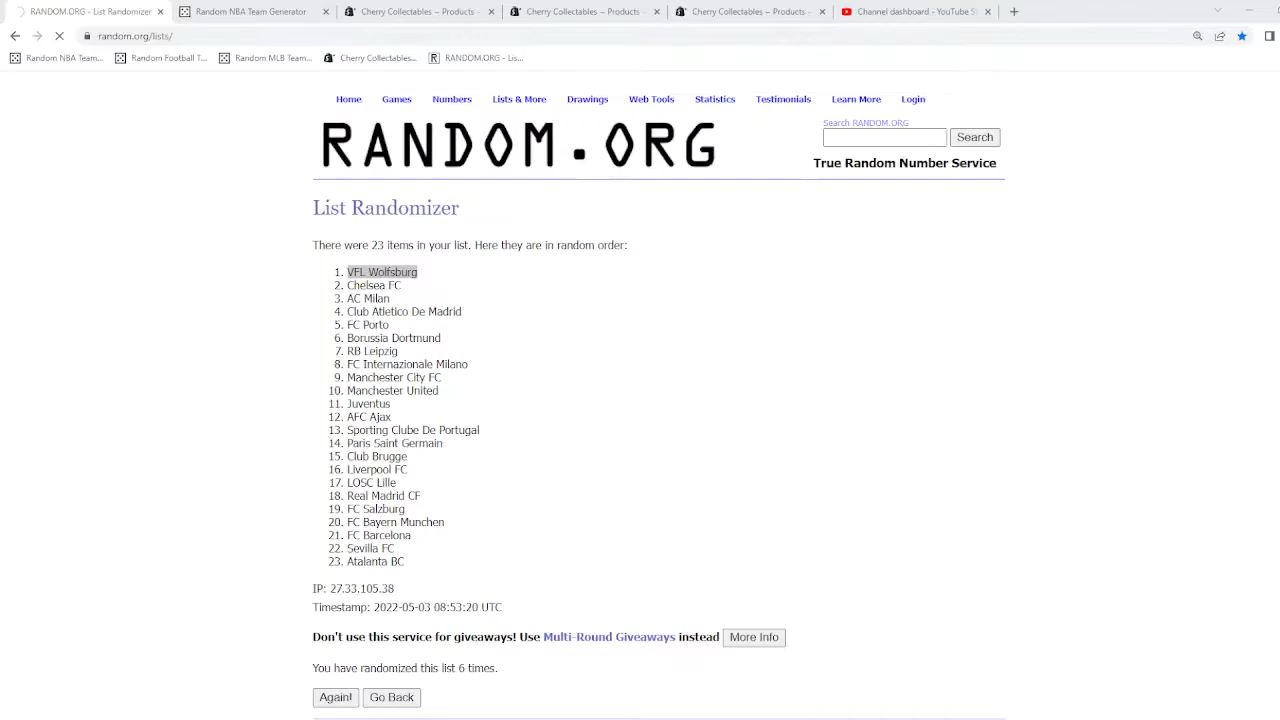 RANDOM.ORG - List Randomizer
Random NBA Team Generator
Cherry Collectables – Products –
Cherry Collectables – Products –
Cherry Collectables – Products –
Channel dashboard - YouTube
random.org/lists/
Random NBA Team...
Random Football T...
Random MLB Team...
Cherry Collectables...
RANDOM.ORG - Lis...
Home Games Numbers Lists & More Drawings Web Tools Statistics Testimonials Learn More Login
RANDOM.ORG
Search RANDOM.ORG
Search
True Random Number Service
List Randomizer
There were 23 items in your list. Here they are in random order:
1. VFL Wolfsburg
2. Chelsea FC
3. AC Milan
4. Club Atletico De Madrid
5. FC Porto
6. Borussia Dortmund
7. RB Leipzig
8. FC Internazionale Milano
9. Manchester City FC
10. Manchester United
11. Juventus
12. AFC Ajax
13. Sporting Clube De Portugal
14. Paris Saint Germain
15. Club Brugge
16. Liverpool FC
17. LOSC Lille
18. Real Madrid CF
19. FC Salzburg
20. FC Bayern Munchen
21. FC Barcelona
22. Sevilla FC
23. Atalanta BC
IP: 27.33.105.38
Timestamp: 2022-05-03 08:53:20 UTC
Don't use this service for giveaways! Use Multi-Round Giveaways instead More Info
You have randomized this list 6 times.
Again! Go Back